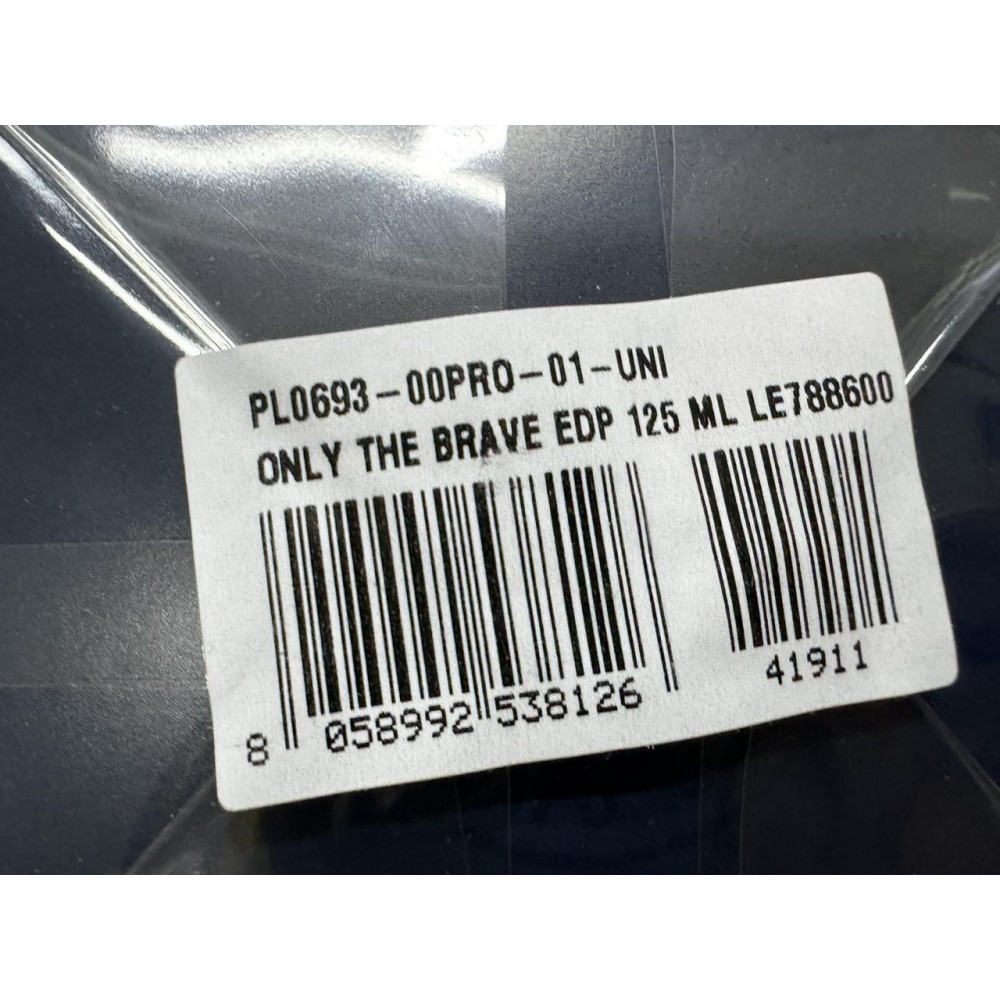 PL0693-00PRO-01-UNI
ONLY THE BRAVE EDP 125 ML LE788600
8 058992 538126
41911